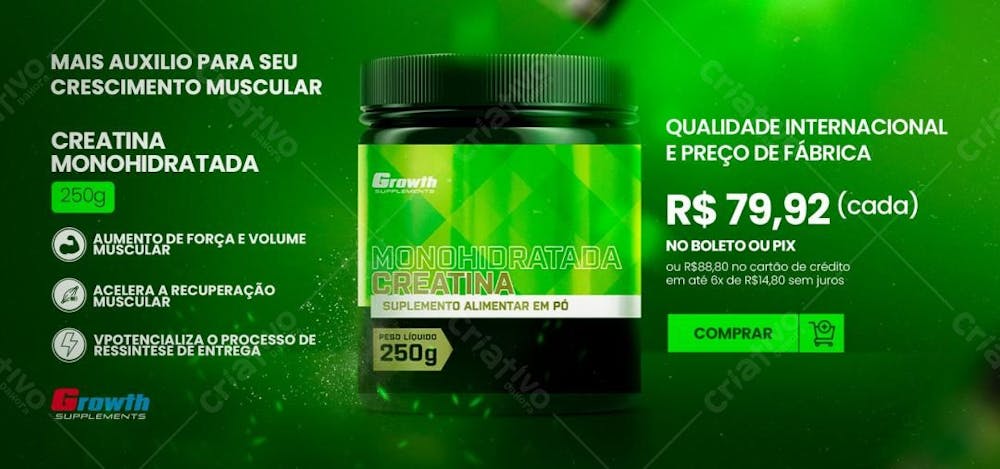 MAIS AUXILIO PARA SEU
CRESCIMENTO MUSCULAR
CREATINA
MONOHIDRATADA
250g
AUMENTO DE FORÇA E VOLUME
MUSCULAR
ACELERA A RECUPERAÇÃO
MUSCULAR
VPOTENCIALIZA O PROCESSO DE
RESSINTESE DE ENTREGA
Growth
SUPPLEMENTS
Growth
SUPPLEMENTS
MONOHIDRATADA
CREATINA
SUPLEMENTO ALIMENTAR EM PÓ
PESO LÍQUIDO
250g
QUALIDADE INTERNACIONAL
E PREÇO DE FÁBRICA
R$ 79,92 (cada)
NO BOLETO OU PIX
ou R$88,80 no cartão de crédito
em até 6x de R$14,80 sem juros
COMPRAR
criativo